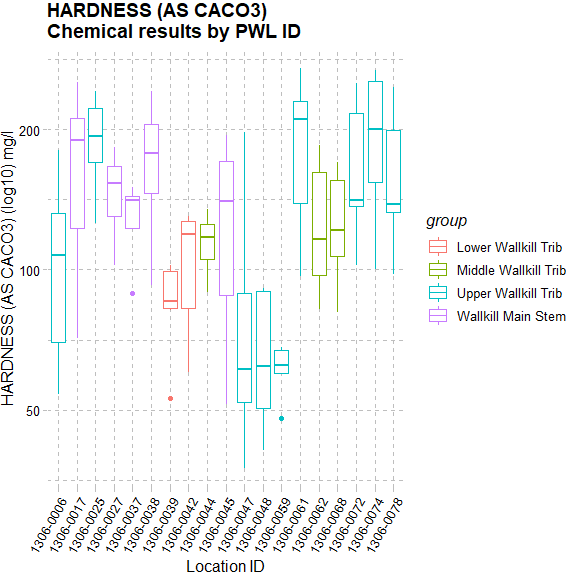 HARDNESS (AS CACO3)
Chemical results by PWL ID
HARDNESS (AS CACO3) (log10) mg/l
200
100
50
1306-0006
1306-0017
1306-0025
1306-0027
1306-0037
1306-0038
1306-0039
1306-0042
1306-0044
1306-0045
1306-0047
1306-0048
1306-0059
1306-0061
1306-0062
1306-0068
1306-0072
1306-0074
1306-0078
Location ID
group
Lower Wallkill Trib
Middle Wallkill Trib
Upper Wallkill Trib
Wallkill Main Stem